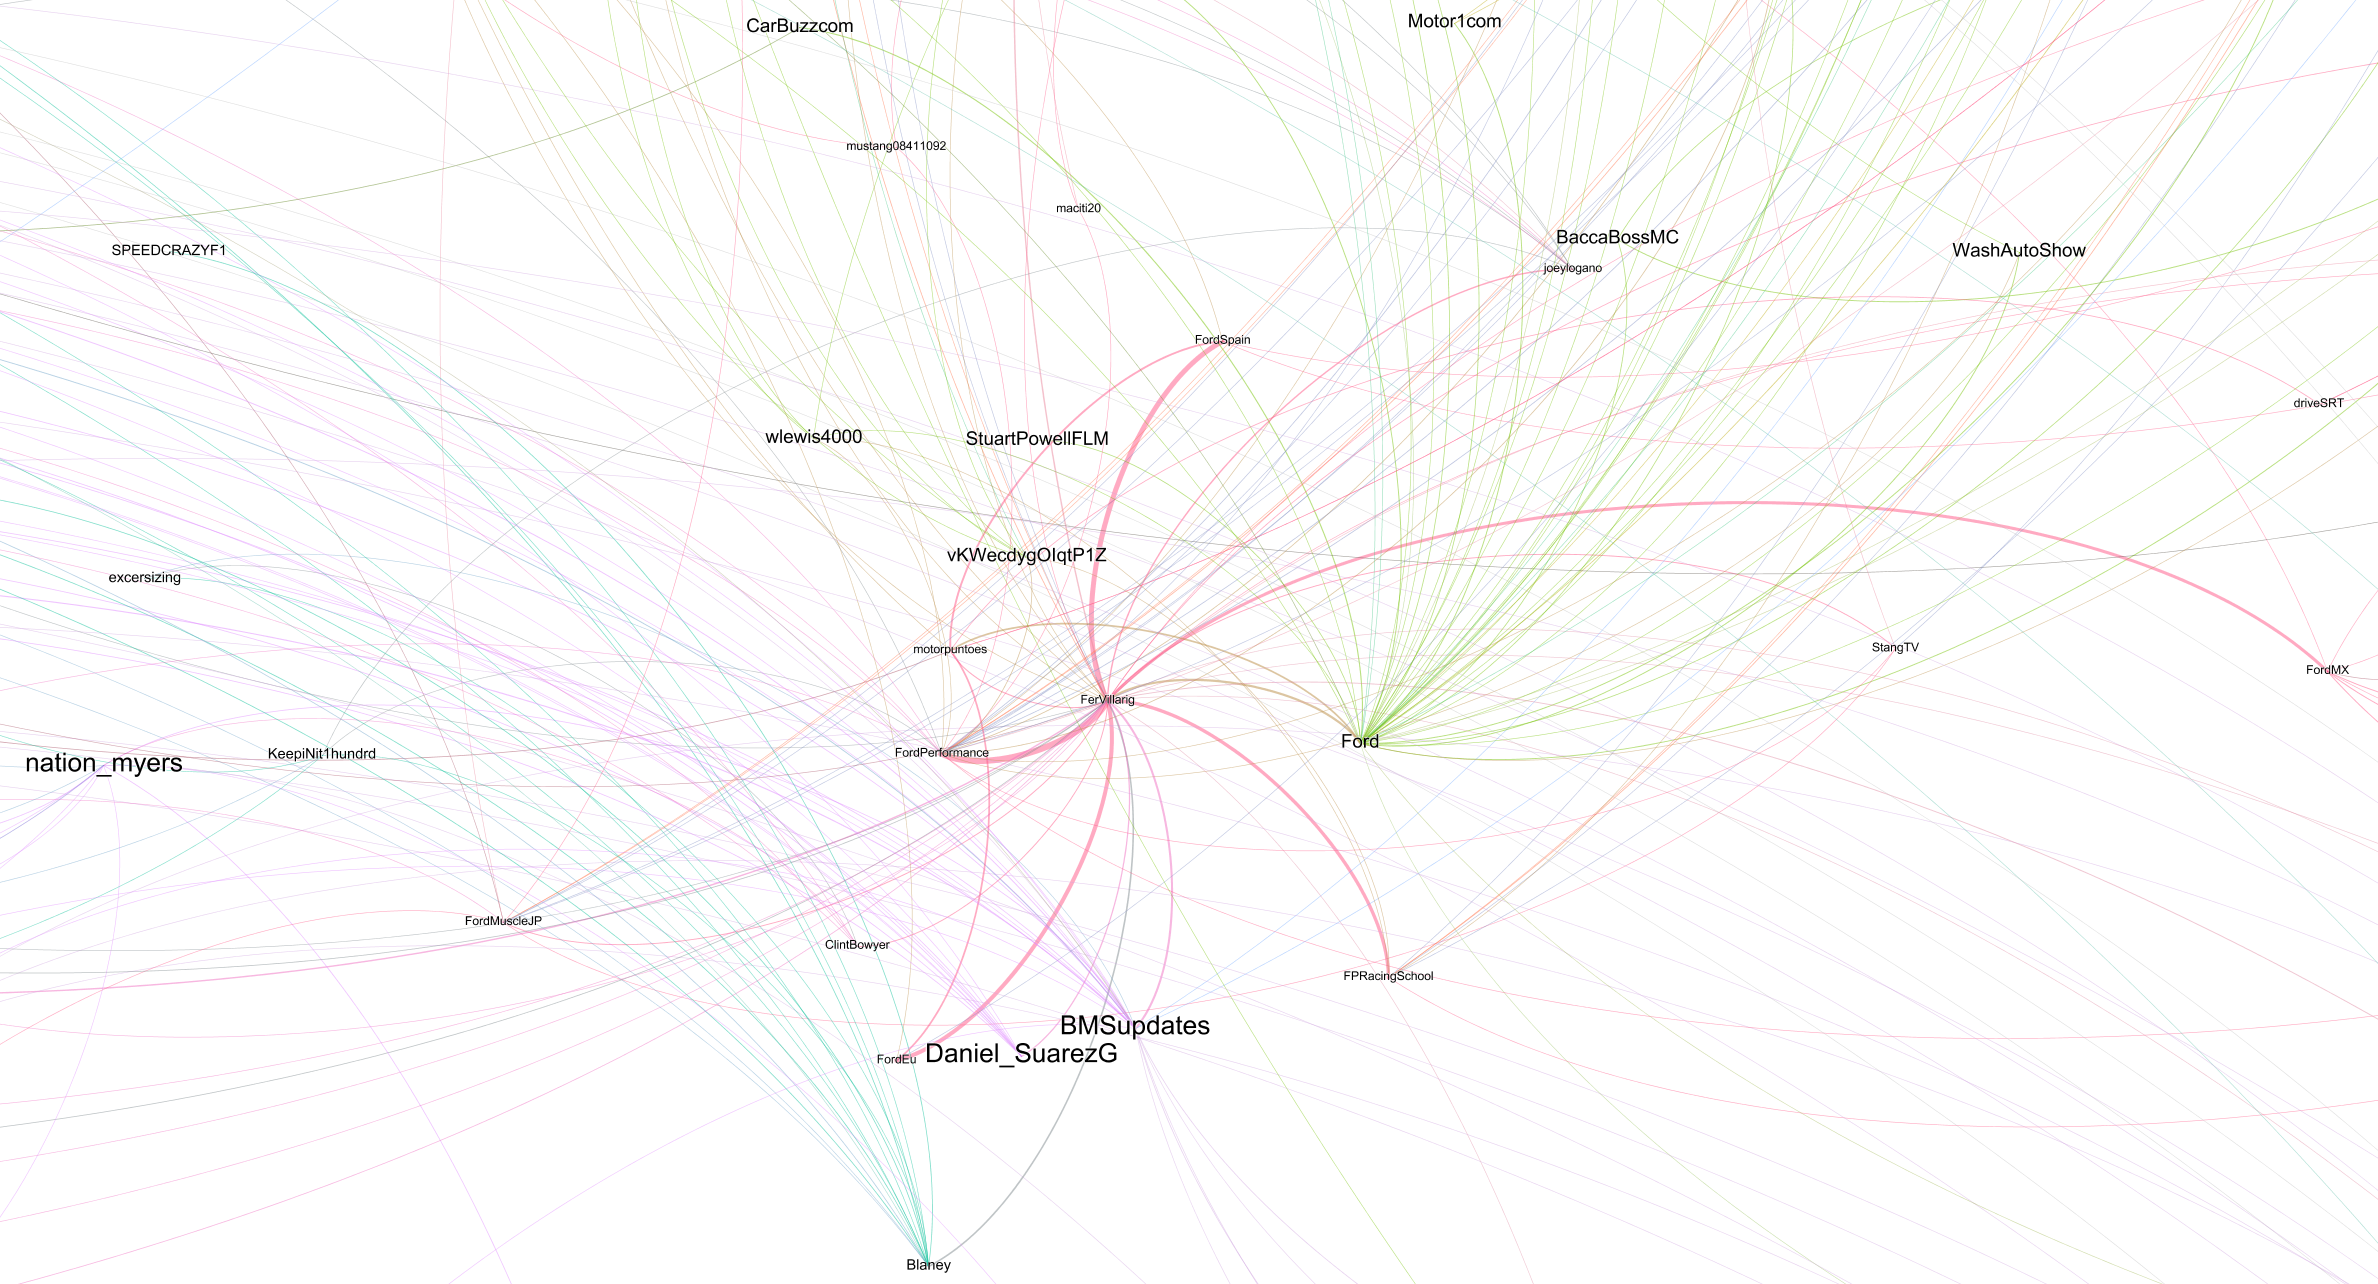 CarBuzzcom
Motor1com
mustang08411092
maciti20
SPEEDCRAZYF1
BaccaBossMC
WashAutoShow
joeylogano
FordSpain
driveSRT
wlewis4000
StuartPowellFLM
vKWecdygOIqtP1Z
excersizing
motorpuntoes
StangTV
FordMX
FerVillarig
Ford
FordPerformance
KeepiNit1hundrd
nation_myers
FordMuscleJP
ClintBowyer
FPRacingSchool
BMSupdates
Daniel_SuarezG
FordEu
Blaney